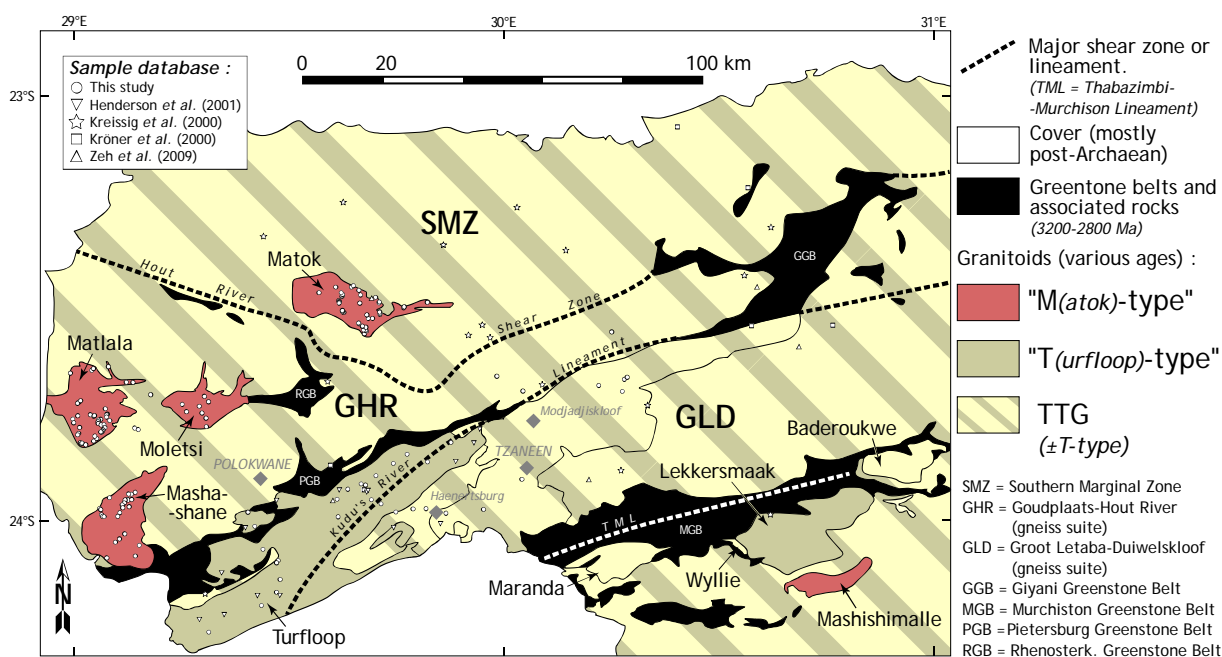 29°E
30°E
31°E
23°S
24°S
Sample database :
This study
Henderson et al. (2001)
Kreissig et al. (2000)
Kröner et al. (2000)
Zeh et al. (2009)
0 20 40 60 80 100 km
SMZ
Matok
Hout River Shear Zone
GGB
Matlala
Moletsi
RGB
GHR
Lineament
Modjadjiskloof
GLD
Baderoukwe
POLOKWANE
TZANEEN
Lekkersmaak
PGB
Kudu's River
Haenertsburg
Masha-
-shane
TML
MGB
Maranda
Wyllie
Mashishimalle
Turfloop
N
Major shear zone or
lineament.
(TML = Thabazimbi-
-Murchison Lineament)
Cover (mostly
post-Archaean)
Greentone belts and
associated rocks
(3200-2800 Ma)
Granitoids (various ages) :
"M(atok)-type"
"T(urfloop)-type"
TTG
(±T-type)
SMZ = Southern Marginal Zone
GHR = Goudplaats-Hout River
(gneiss suite)
GLD = Groot Letaba-Duiwelskloof
(gneiss suite)
GGB = Giyani Greenstone Belt
MGB = Murchiston Greenstone Belt
PGB =Pietersburg Greenstone Belt
RGB = Rhenosterk. Greenstone Belt